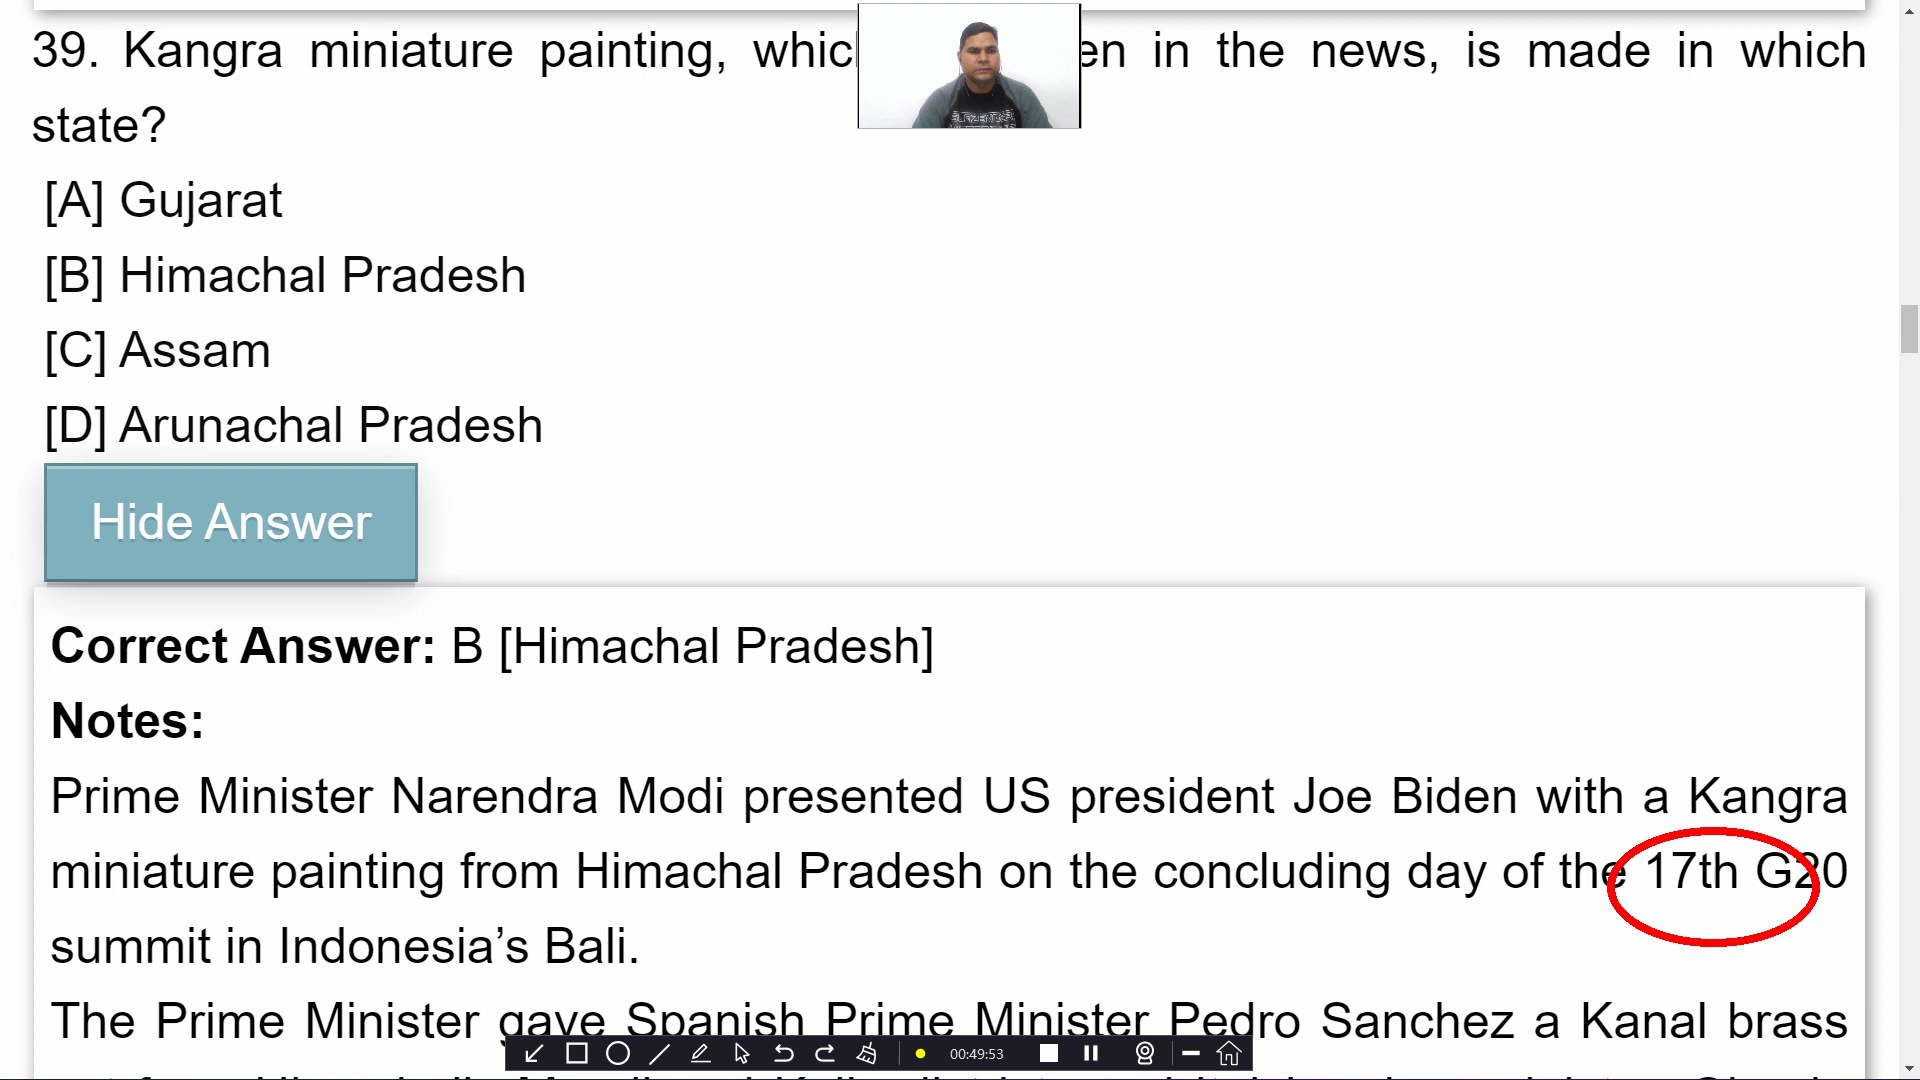 39. Kangra miniature painting, whic en in the news, is made in which
state?
[A] Gujarat
[B] Himachal Pradesh
[C] Assam
[D] Arunachal Pradesh
Hide Answer
Correct Answer: B [Himachal Pradesh]
Notes:
Prime Minister Narendra Modi presented US president Joe Biden with a Kangra
miniature painting from Himachal Pradesh on the concluding day of the 17th G20
summit in Indonesia’s Bali.
The Prime Minister gave Spanish Prime Minister Pedro Sanchez a Kanal brass
00:49:53